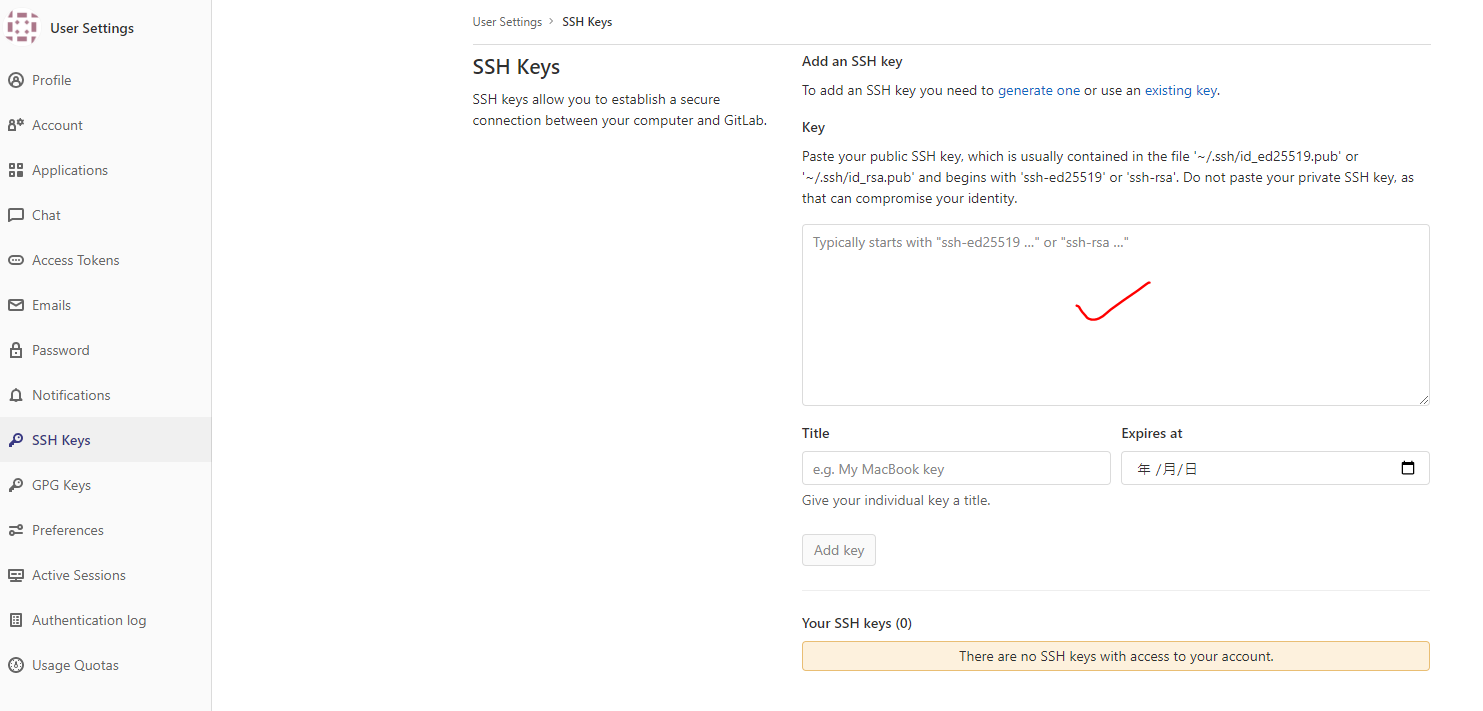 User Settings
Profile
Account
Applications
Chat
Access Tokens
Emails
Password
Notifications
SSH Keys
GPG Keys
Preferences
Active Sessions
Authentication log
Usage Quotas
User Settings › SSH Keys
SSH Keys
SSH keys allow you to establish a secure
connection between your computer and GitLab.
Add an SSH key
To add an SSH key you need to generate one or use an existing key.
Key
Paste your public SSH key, which is usually contained in the file '~/.ssh/id_ed25519.pub' or
'~/.ssh/id_rsa.pub' and begins with 'ssh-ed25519' or 'ssh-rsa'. Do not paste your private SSH key, as
that can compromise your identity.
Typically starts with "ssh-ed25519 …" or "ssh-rsa …"
Title
e.g. My MacBook key
Give your individual key a title.
Expires at
年 /月/日
Add key
Your SSH keys (0)
There are no SSH keys with access to your account.